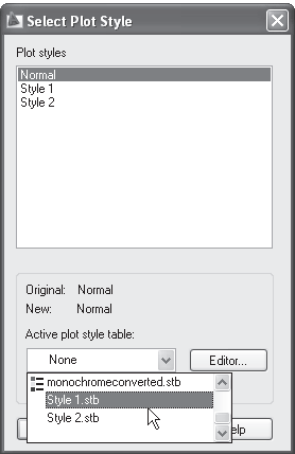 Select Plot Style
Plot styles
Normal
Style 1
Style 2
Original: Normal
New: Normal
Active plot style table:
None Editor...
monochromeconverted.stb
Style 1.stb
Style 2.stb